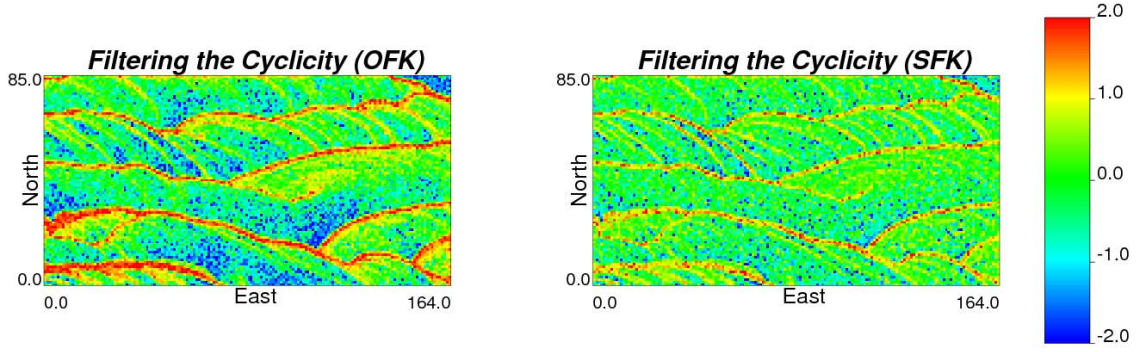 Filtering the Cyclicity (OFK)
85.0
North
0.0
0.0
East
164.0
Filtering the Cyclicity (SFK)
85.0
North
0.0
0.0
East
164.0
2.0
1.0
0.0
-1.0
-2.0